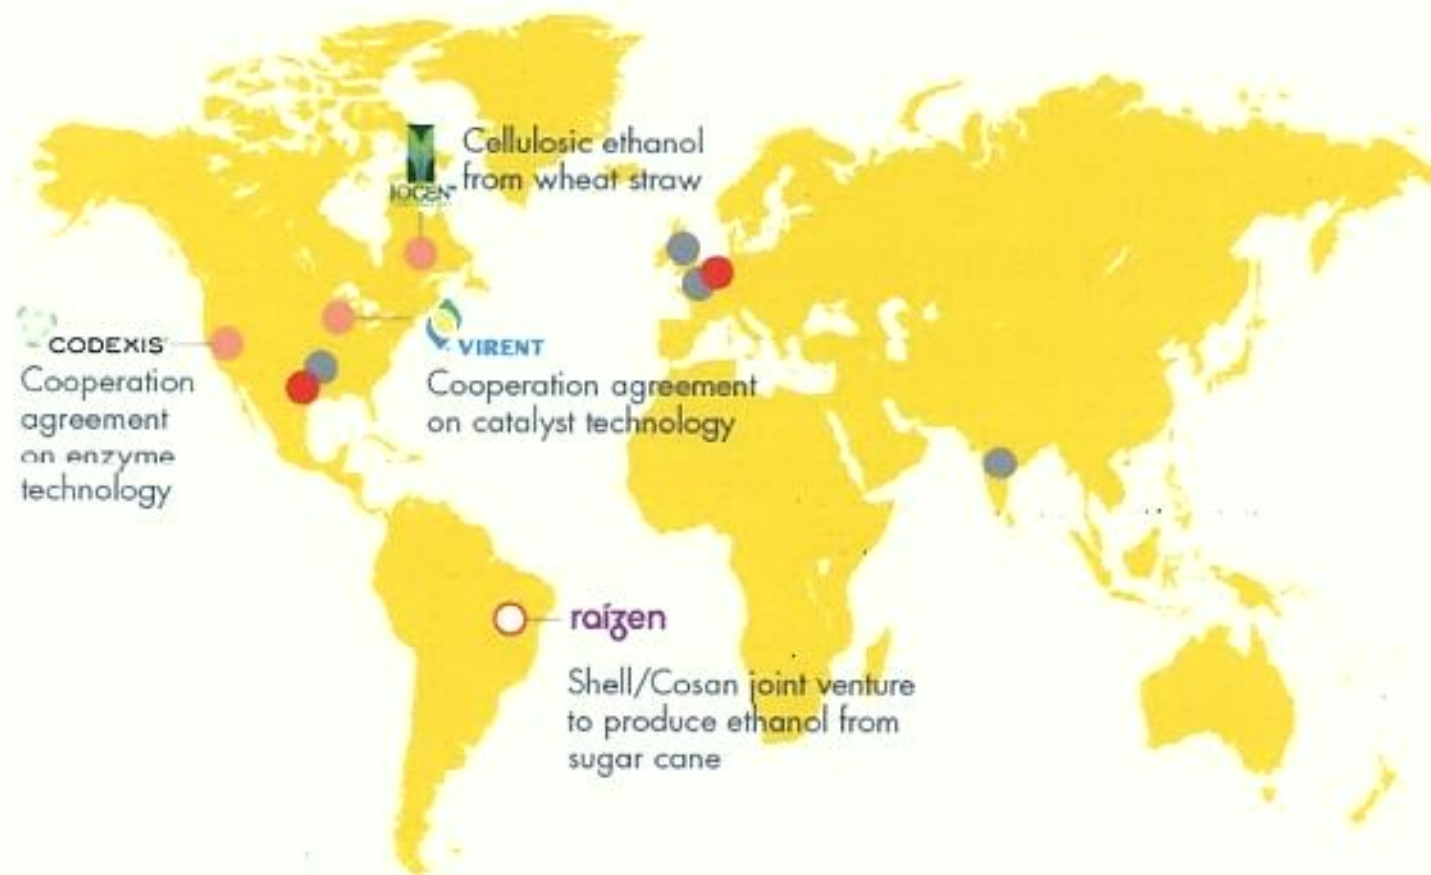 IOGEN
Cellulosic ethanol
from wheat straw
CODEXIS
Cooperation
agreement
on enzyme
technology
VIRENT
Cooperation agreement
on catalyst technology
raízen
Shell/Cosan joint venture
to produce ethanol from
sugar cane